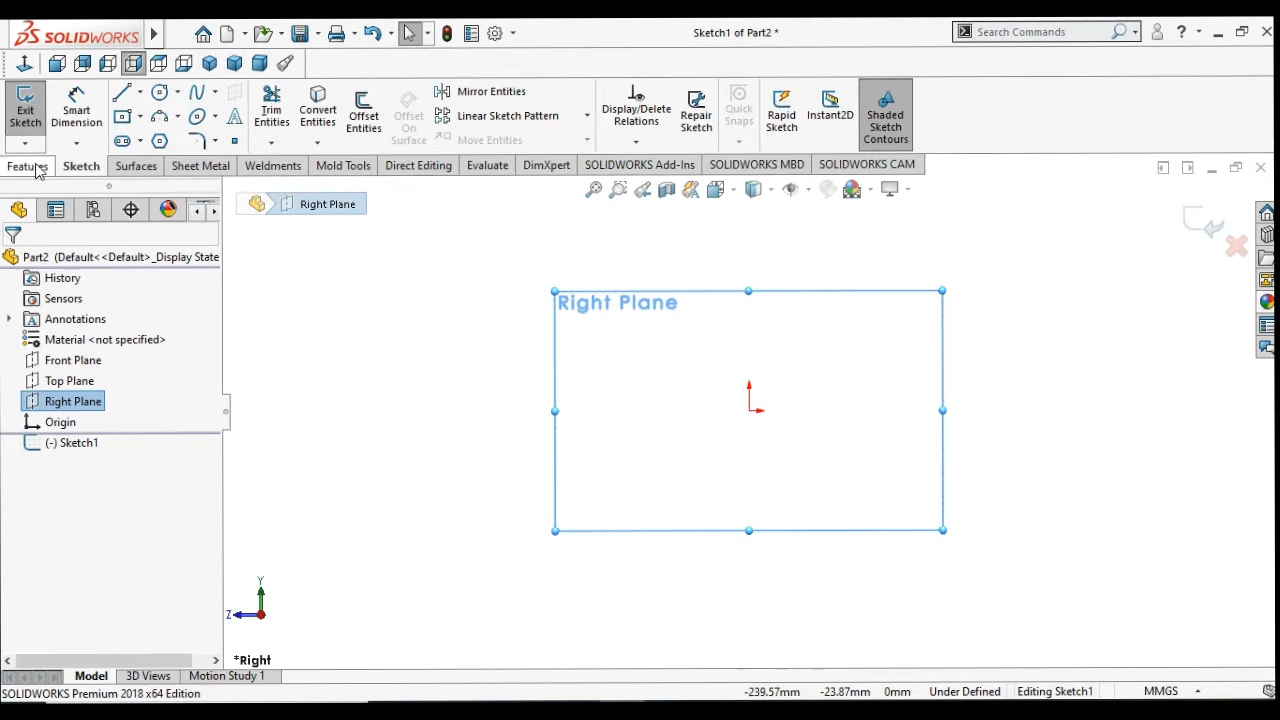 SOLIDWORKS
Sketch1 of Part2 *
Search Commands
Exit Sketch
Smart Dimension
Trim Entities
Convert Entities
Offset Entities
Offset On Surface
Mirror Entities
Linear Sketch Pattern
Move Entities
Display/Delete Relations
Repair Sketch
Quick Snaps
Rapid Sketch
Instant2D
Shaded Sketch Contours
Features
Sketch
Surfaces
Sheet Metal
Weldments
Mold Tools
Direct Editing
Evaluate
DimXpert
SOLIDWORKS Add-Ins
SOLIDWORKS MBD
SOLIDWORKS CAM
Right Plane
Part2 (Default<<Default>_Display State
History
Sensors
Annotations
Material <not specified>
Front Plane
Top Plane
Right Plane
Origin
(-) Sketch1
Right Plane
Y
Z
*Right
Model
3D Views
Motion Study 1
SOLIDWORKS Premium 2018 x64 Edition
-239.57mm
-23.87mm
0mm
Under Defined
Editing Sketch1
MMGS